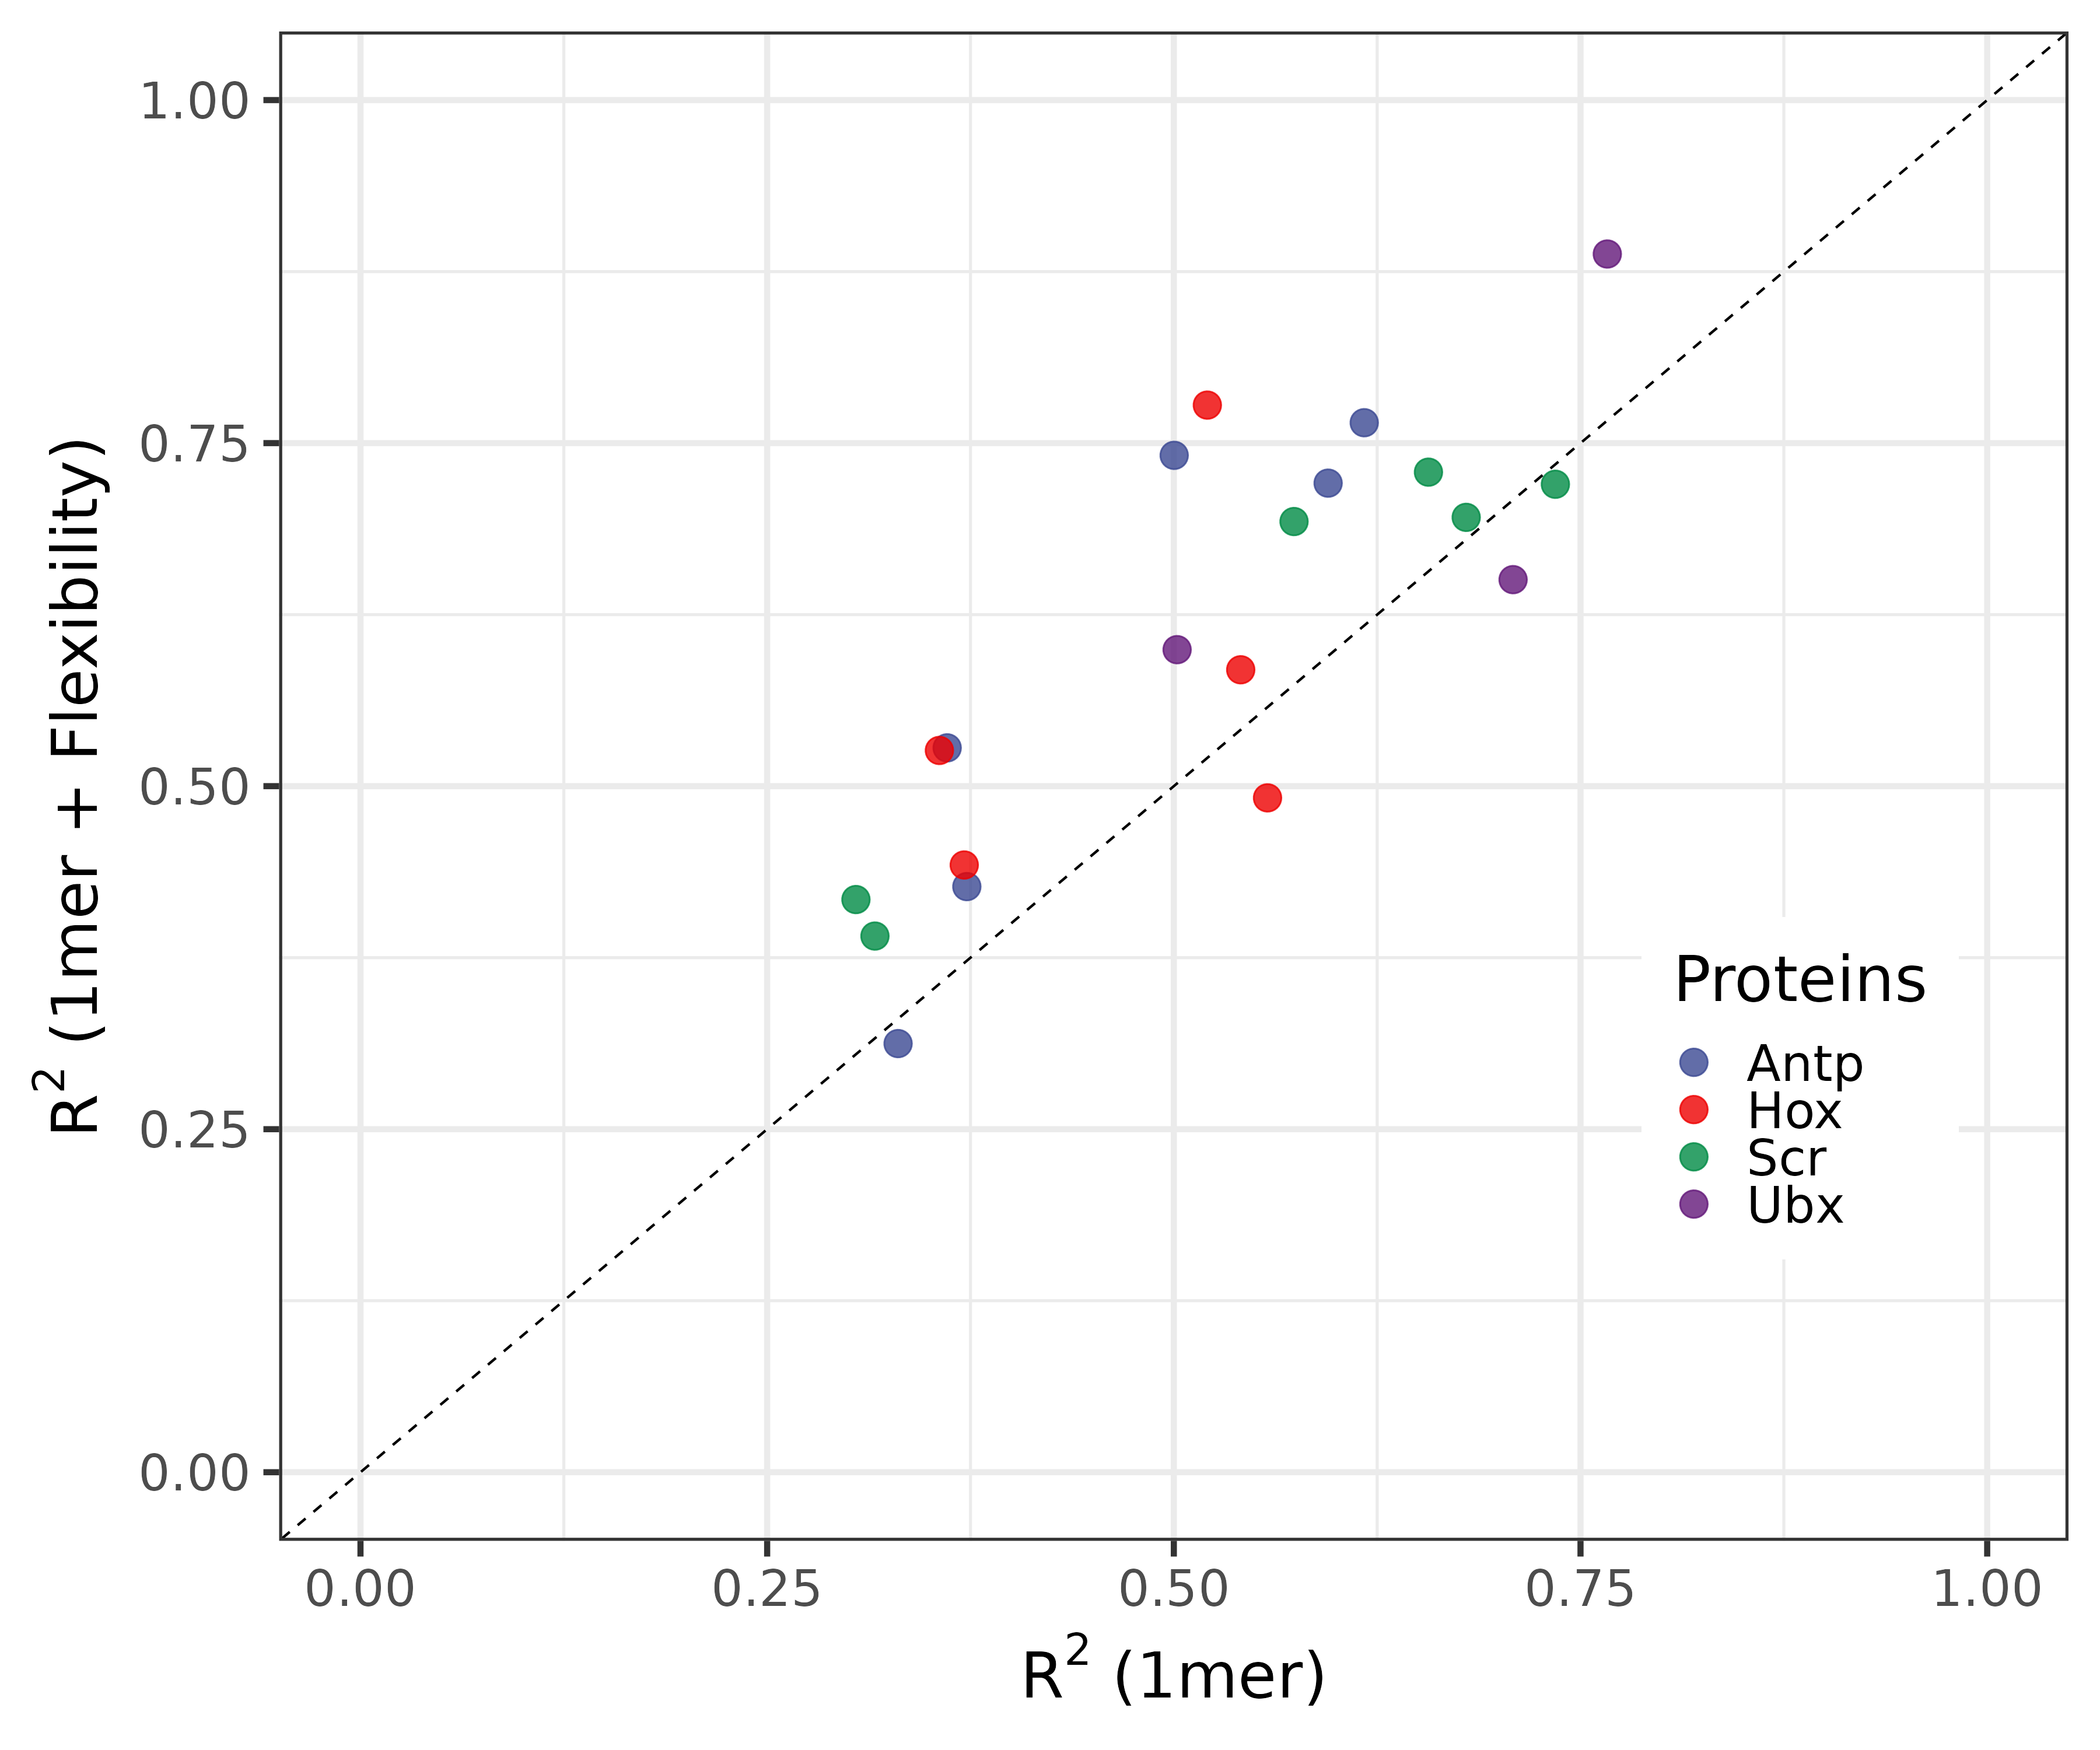 R² (1mer + Flexibility)
1.00
0.75
0.50
0.25
0.00
Proteins
Antp
Hox
Scr
Ubx
0.00 0.25 0.50 0.75 1.00
R² (1mer)